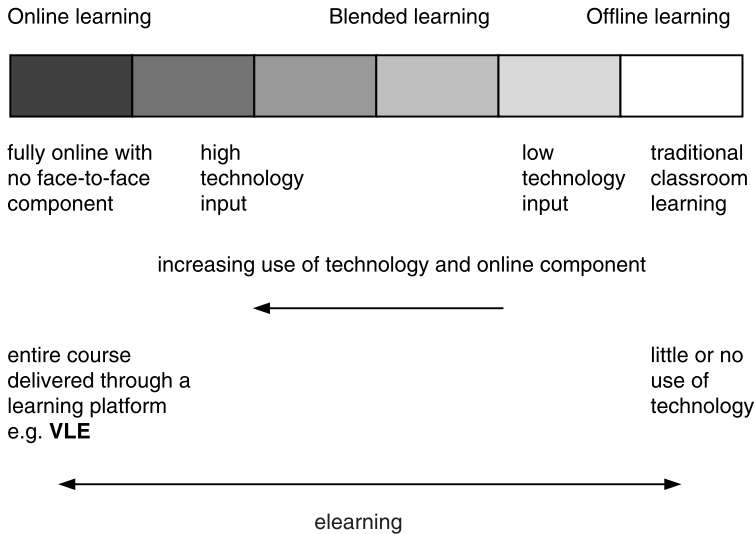 Online learning
Blended learning
Offline learning
fully online with
no face-to-face
component
high
technology
input
low
technology
input
traditional
classroom
learning
increasing use of technology and online component
entire course
delivered through a
learning platform
e.g. VLE
little or no
use of
technology
elearning